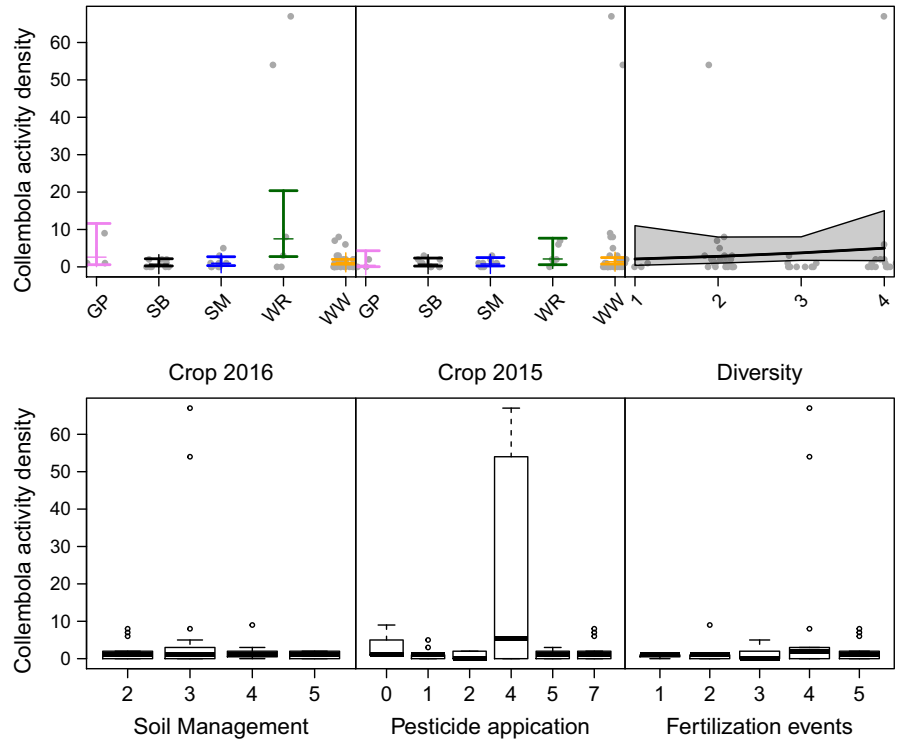 Collembola activity density
60
50
40
30
20
10
0
GP SB SM WR WW
GP SB SM WR WW
1 2 3 4
Crop 2016
Crop 2015
Diversity
Collembola activity density
60
50
40
30
20
10
0
2 3 4 5
0 1 2 4 5 7
1 2 3 4 5
Soil Management
Pesticide appication
Fertilization events